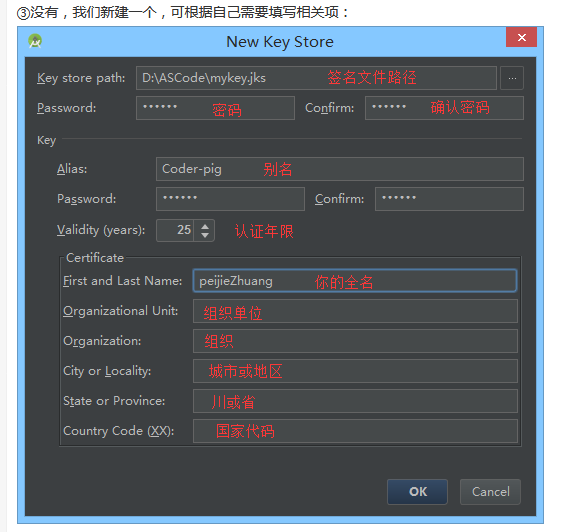 ③没有，我们新建一个，可根据自己需要填写相关项：
New Key Store
Key store path: D:\ASCode\mykey.jks 签名文件路径 ...
Password: •••••• 密码 Confirm: •••••• 确认密码
Key
Alias: Coder-pig 别名
Password: •••••• Confirm: ••••••
Validity (years): 25 认证年限
Certificate
First and Last Name: peijieZhuang 你的全名
Organizational Unit: 组织单位
Organization: 组织
City or Locality: 城市或地区
State or Province: 川或省
Country Code (XX): 国家代码
OK Cancel